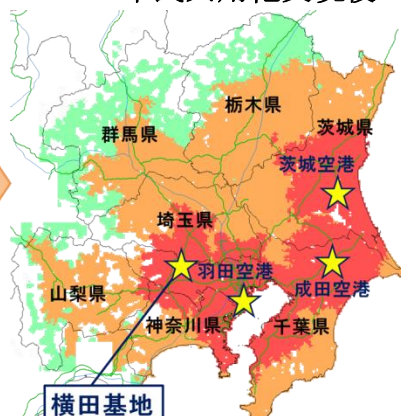 栃木県
茨城県
群馬県
茨城空港
埼玉県
羽田空港
成田空港
山梨県
神奈川県
千葉県
横田基地